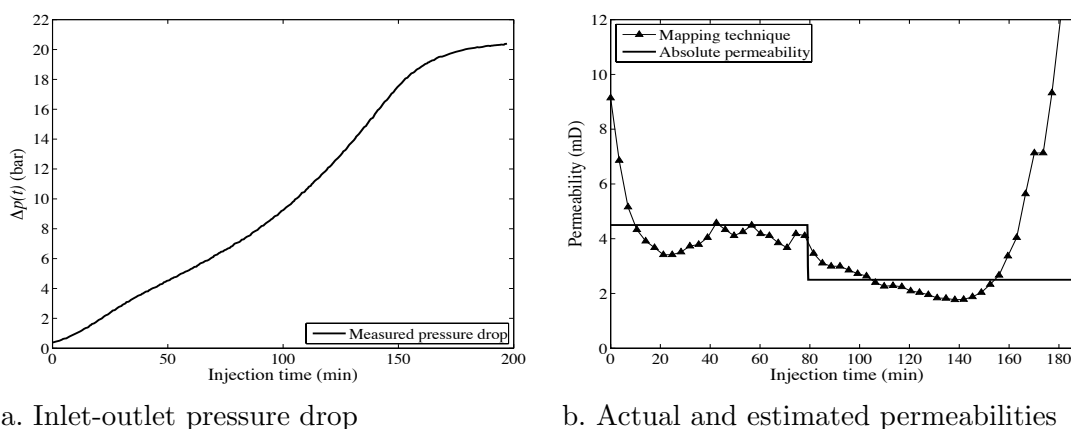 20
18
16
14
12
10
8
6
4
2
0
Δp(t) (bar)
Measured pressure drop
0 50 100 150 200
Injection time (min)
a. Inlet-outlet pressure drop
12
10
8
6
4
2
0
Permeability (mD)
Mapping technique
Absolute permeability
0 20 40 60 80 100 120 140 160 180
Injection time (min)
b. Actual and estimated permeabilities
22